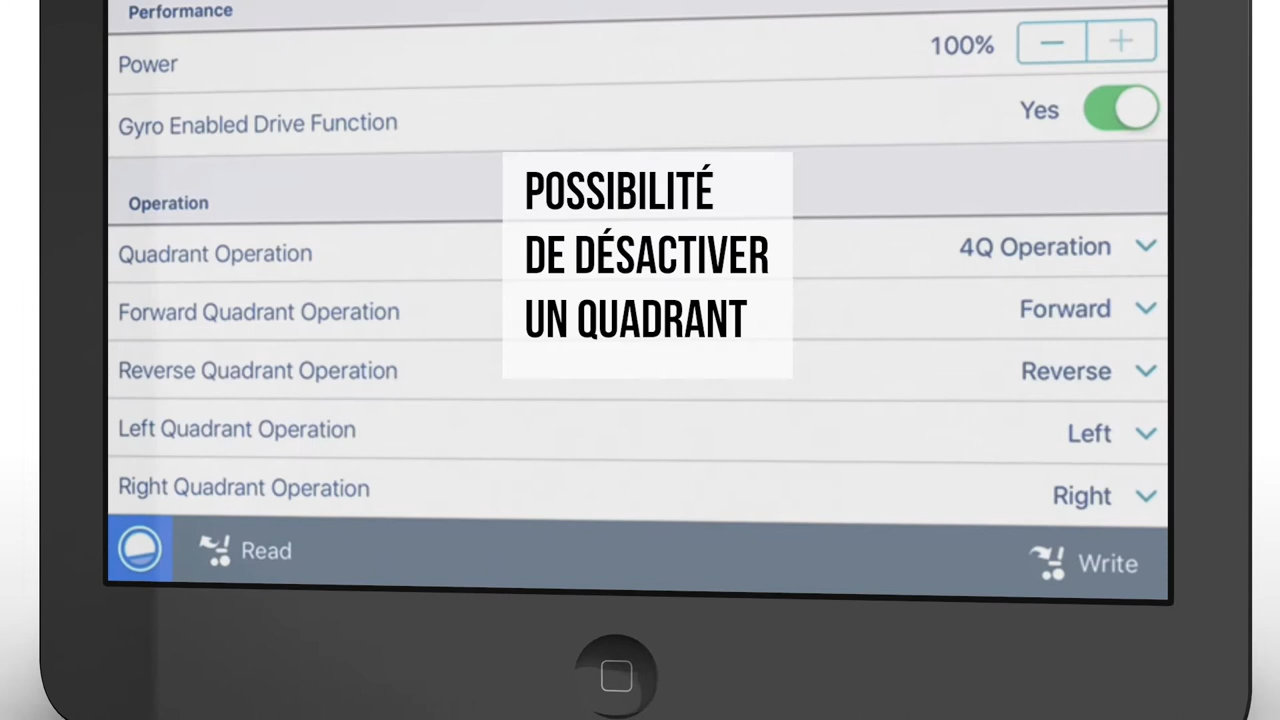 Performance
Power 100% − +
Gyro Enabled Drive Function Yes
Operation
Quadrant Operation 4Q Operation
Forward Quadrant Operation Forward
Reverse Quadrant Operation Reverse
Left Quadrant Operation Left
Right Quadrant Operation Right
Read Write
POSSIBILITÉ
DE DÉSACTIVER
UN QUADRANT